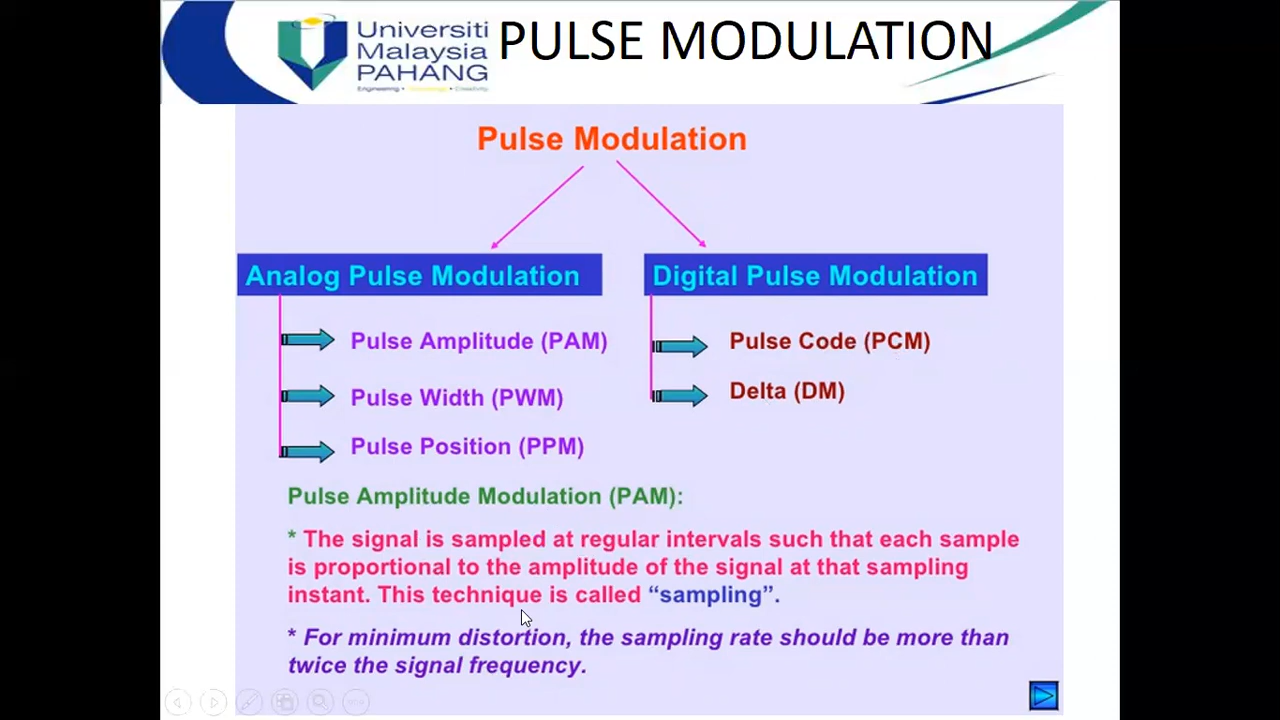 Universiti
Malaysia
PAHANG
PULSE MODULATION
Pulse Modulation
Analog Pulse Modulation
Digital Pulse Modulation
Pulse Amplitude (PAM)
Pulse Code (PCM)
Pulse Width (PWM)
Delta (DM)
Pulse Position (PPM)
Pulse Amplitude Modulation (PAM):
* The signal is sampled at regular intervals such that each sample
is proportional to the amplitude of the signal at that sampling
instant. This technique is called “sampling”.
* For minimum distortion, the sampling rate should be more than
twice the signal frequency.